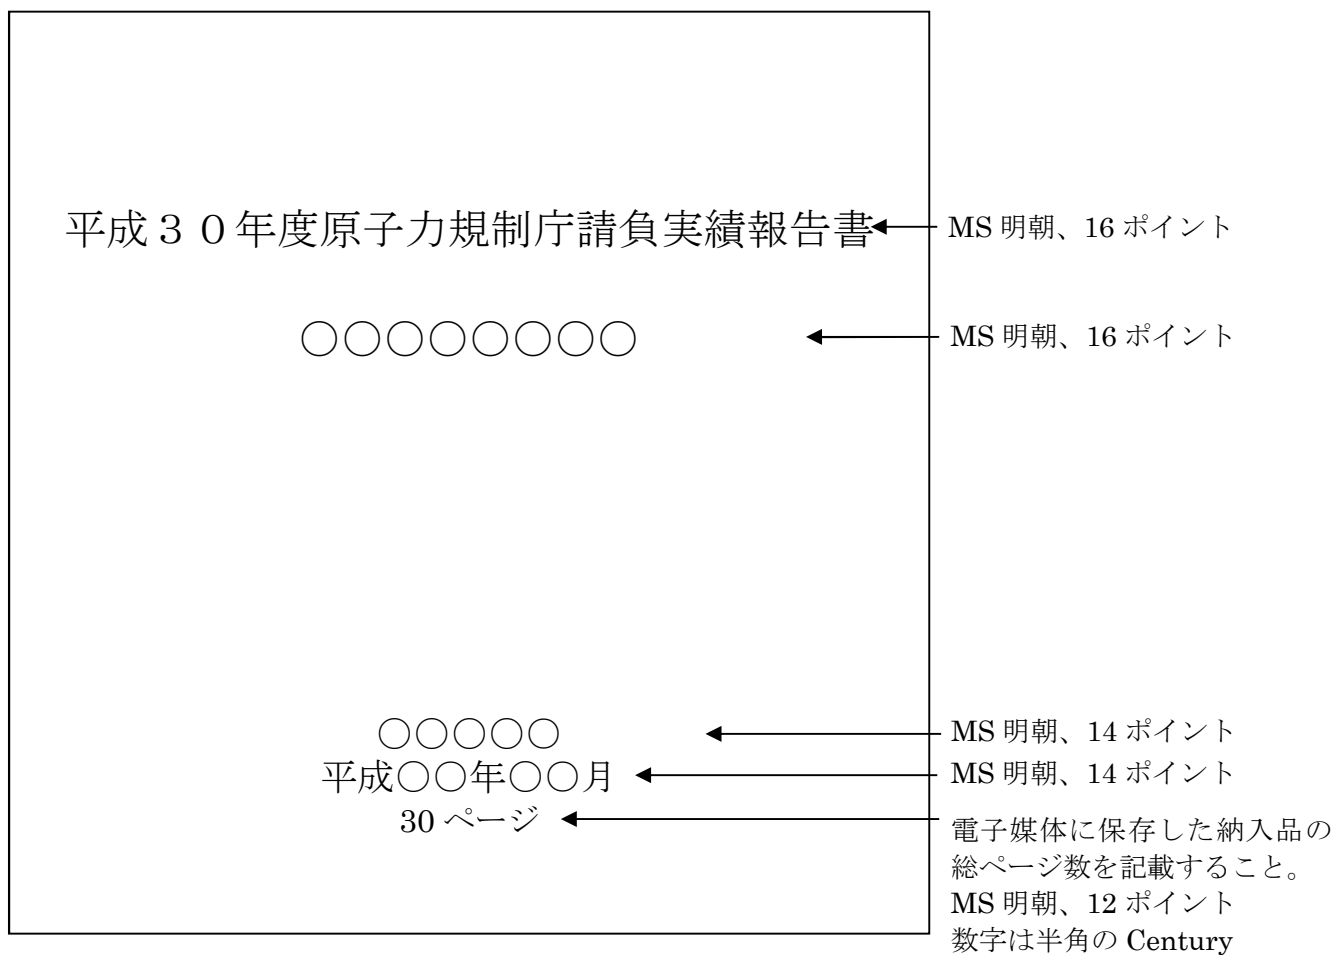 平成３０年度原子力規制庁請負実績報告書
MS 明朝、16 ポイント
○○○○○○○○
MS 明朝、16 ポイント
○○○○○
MS 明朝、14 ポイント
平成○○年○○月
MS 明朝、14 ポイント
30 ページ
電子媒体に保存した納入品の
総ページ数を記載すること。
MS 明朝、12 ポイント
数字は半角の Century